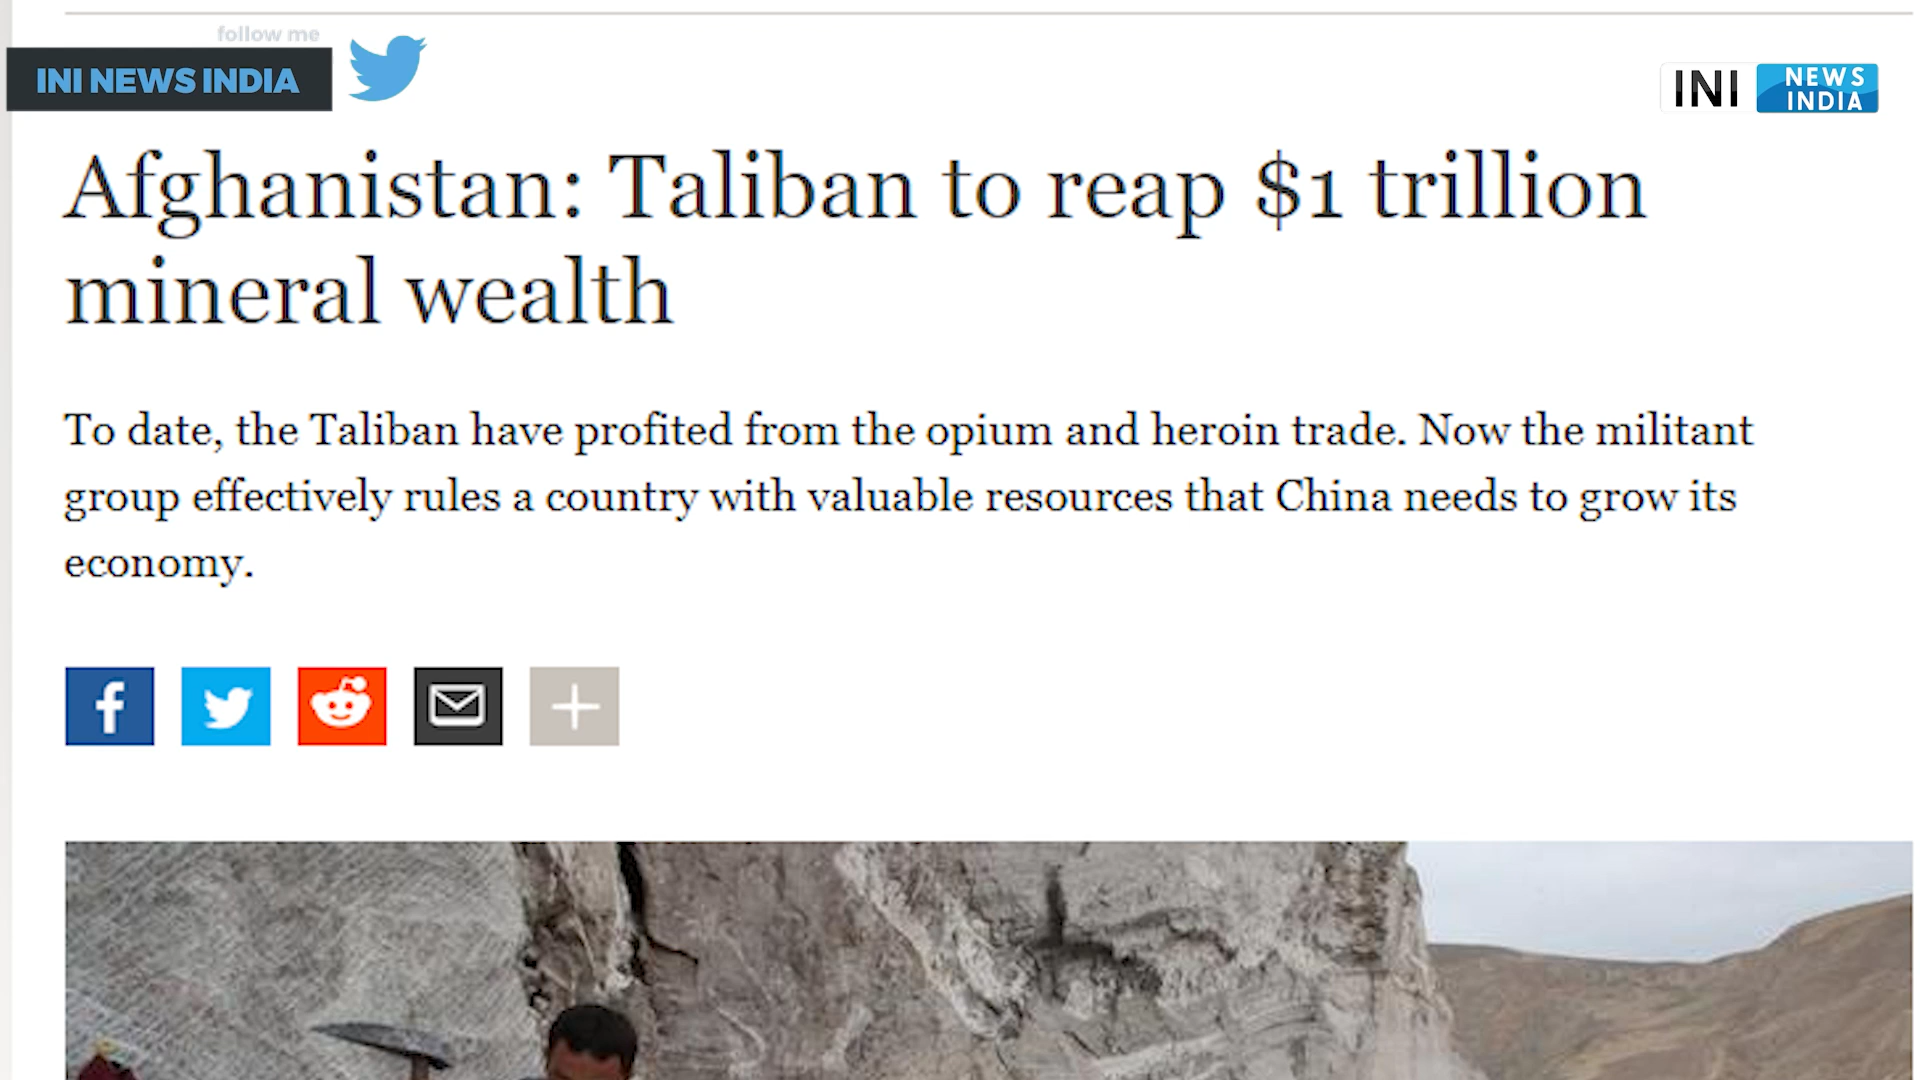 follow me
INI NEWS INDIA
INI NEWS
INDIA
Afghanistan: Taliban to reap $1 trillion
mineral wealth
To date, the Taliban have profited from the opium and heroin trade. Now the militant
group effectively rules a country with valuable resources that China needs to grow its
economy.